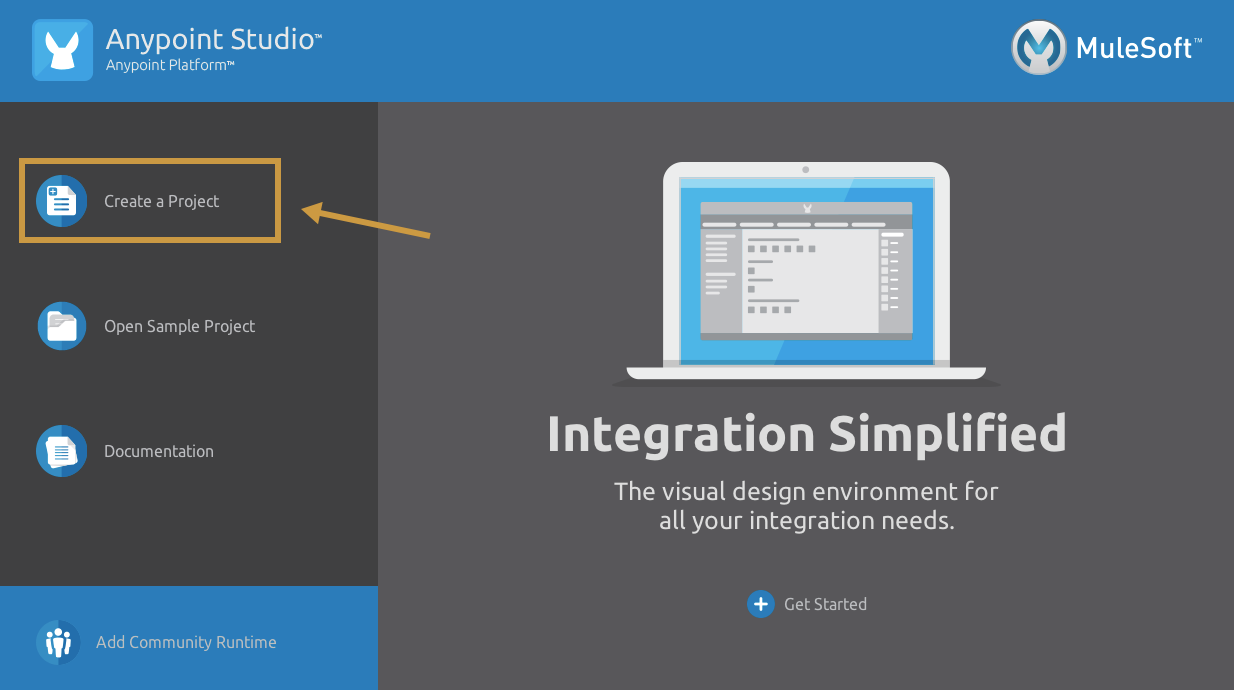 Anypoint Studio™
Anypoint Platform™
MuleSoft™
Create a Project
Open Sample Project
Documentation
Add Community Runtime
Integration Simplified
The visual design environment for
all your integration needs.
Get Started